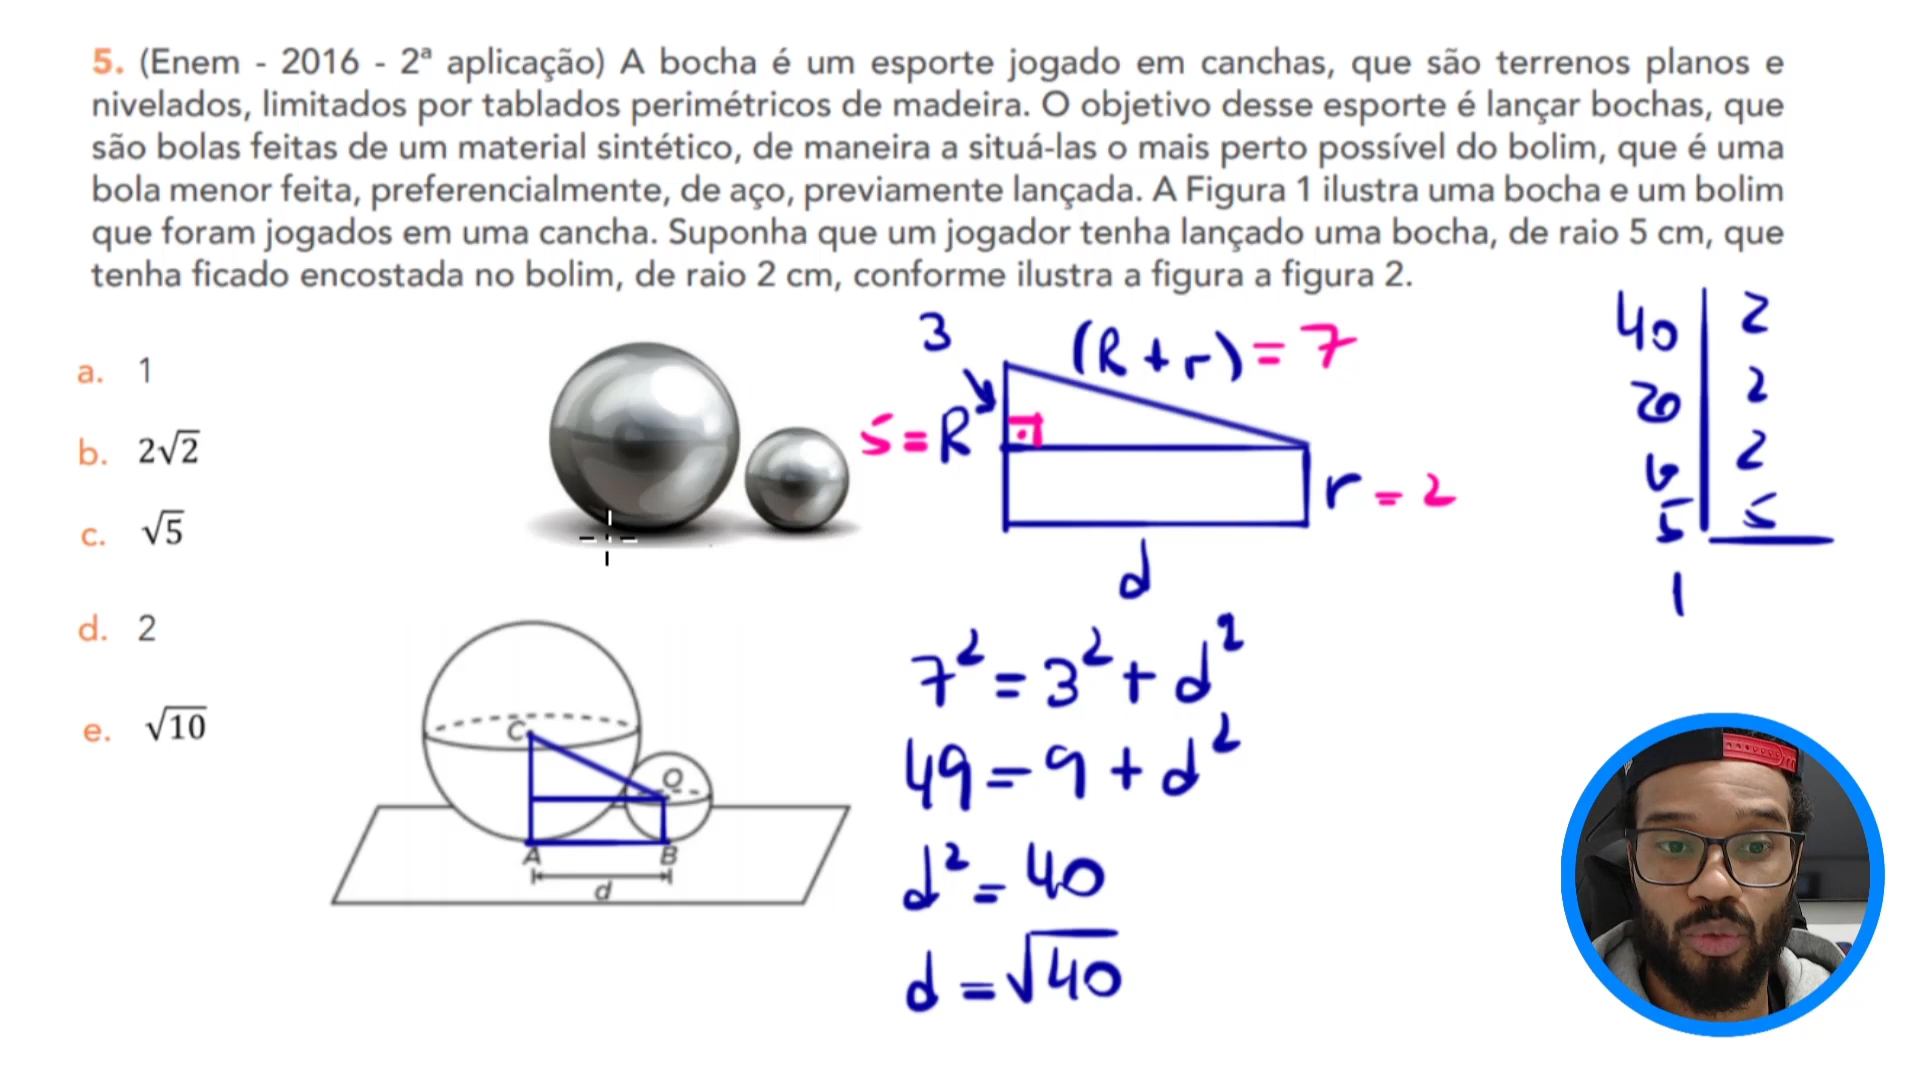 5. (Enem - 2016 - 2ª aplicação) A bocha é um esporte jogado em canchas, que são terrenos planos e
nivelados, limitados por tablados perimétricos de madeira. O objetivo desse esporte é lançar bochas, que
são bolas feitas de um material sintético, de maneira a situá-las o mais perto possível do bolim, que é uma
bola menor feita, preferencialmente, de aço, previamente lançada. A Figura 1 ilustra uma bocha e um bolim
que foram jogados em uma cancha. Suponha que um jogador tenha lançado uma bocha, de raio 5 cm, que
tenha ficado encostada no bolim, de raio 2 cm, conforme ilustra a figura a figura 2.
a. 1
b. 2√2
c. √5
d. 2
e. √10
3
(R + r) = 7
5 = R
r = 2
d
40 2
20 2
2
5 5
1
C
O
A B
d
7² = 3² + d²
49 = 9 + d²
d² = 40
d = √40